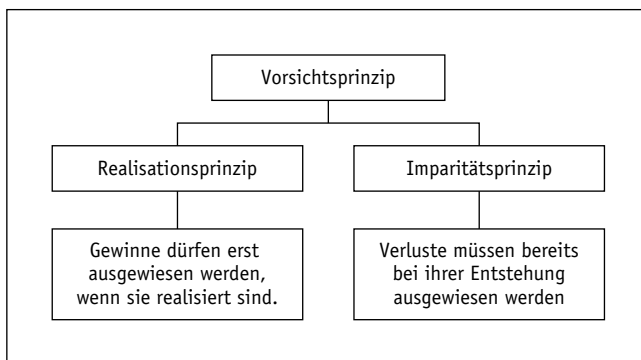 Vorsichtsprinzip
Realisationsprinzip
Imparitätsprinzip
Gewinne dürfen erst
ausgewiesen werden,
wenn sie realisiert sind.
Verluste müssen bereits
bei ihrer Entstehung
ausgewiesen werden